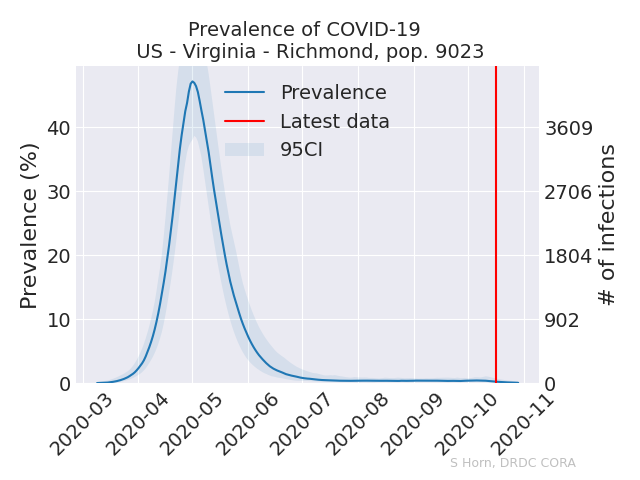 Prevalence of COVID-19
US - Virginia - Richmond, pop. 9023
Prevalence
Latest data
95CI
Prevalence (%)
40
30
20
10
0
3609
2706
1804
902
0
# of infections
2020-03
2020-04
2020-05
2020-06
2020-07
2020-08
2020-09
2020-10
2020-11
S Horn, DRDC CORA